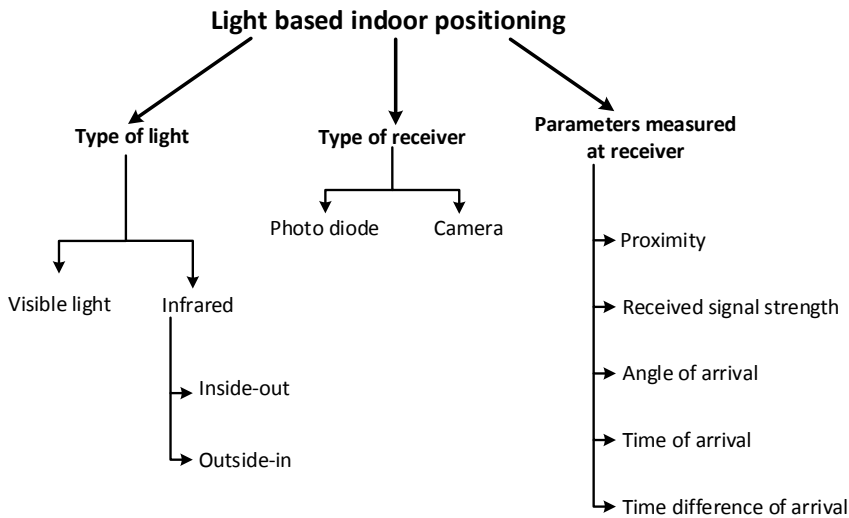 Light based indoor positioning
Type of light
Type of receiver
Parameters measured
at receiver
Photo diode
Camera
Proximity
Visible light
Infrared
Received signal strength
Angle of arrival
Inside-out
Time of arrival
Outside-in
Time difference of arrival